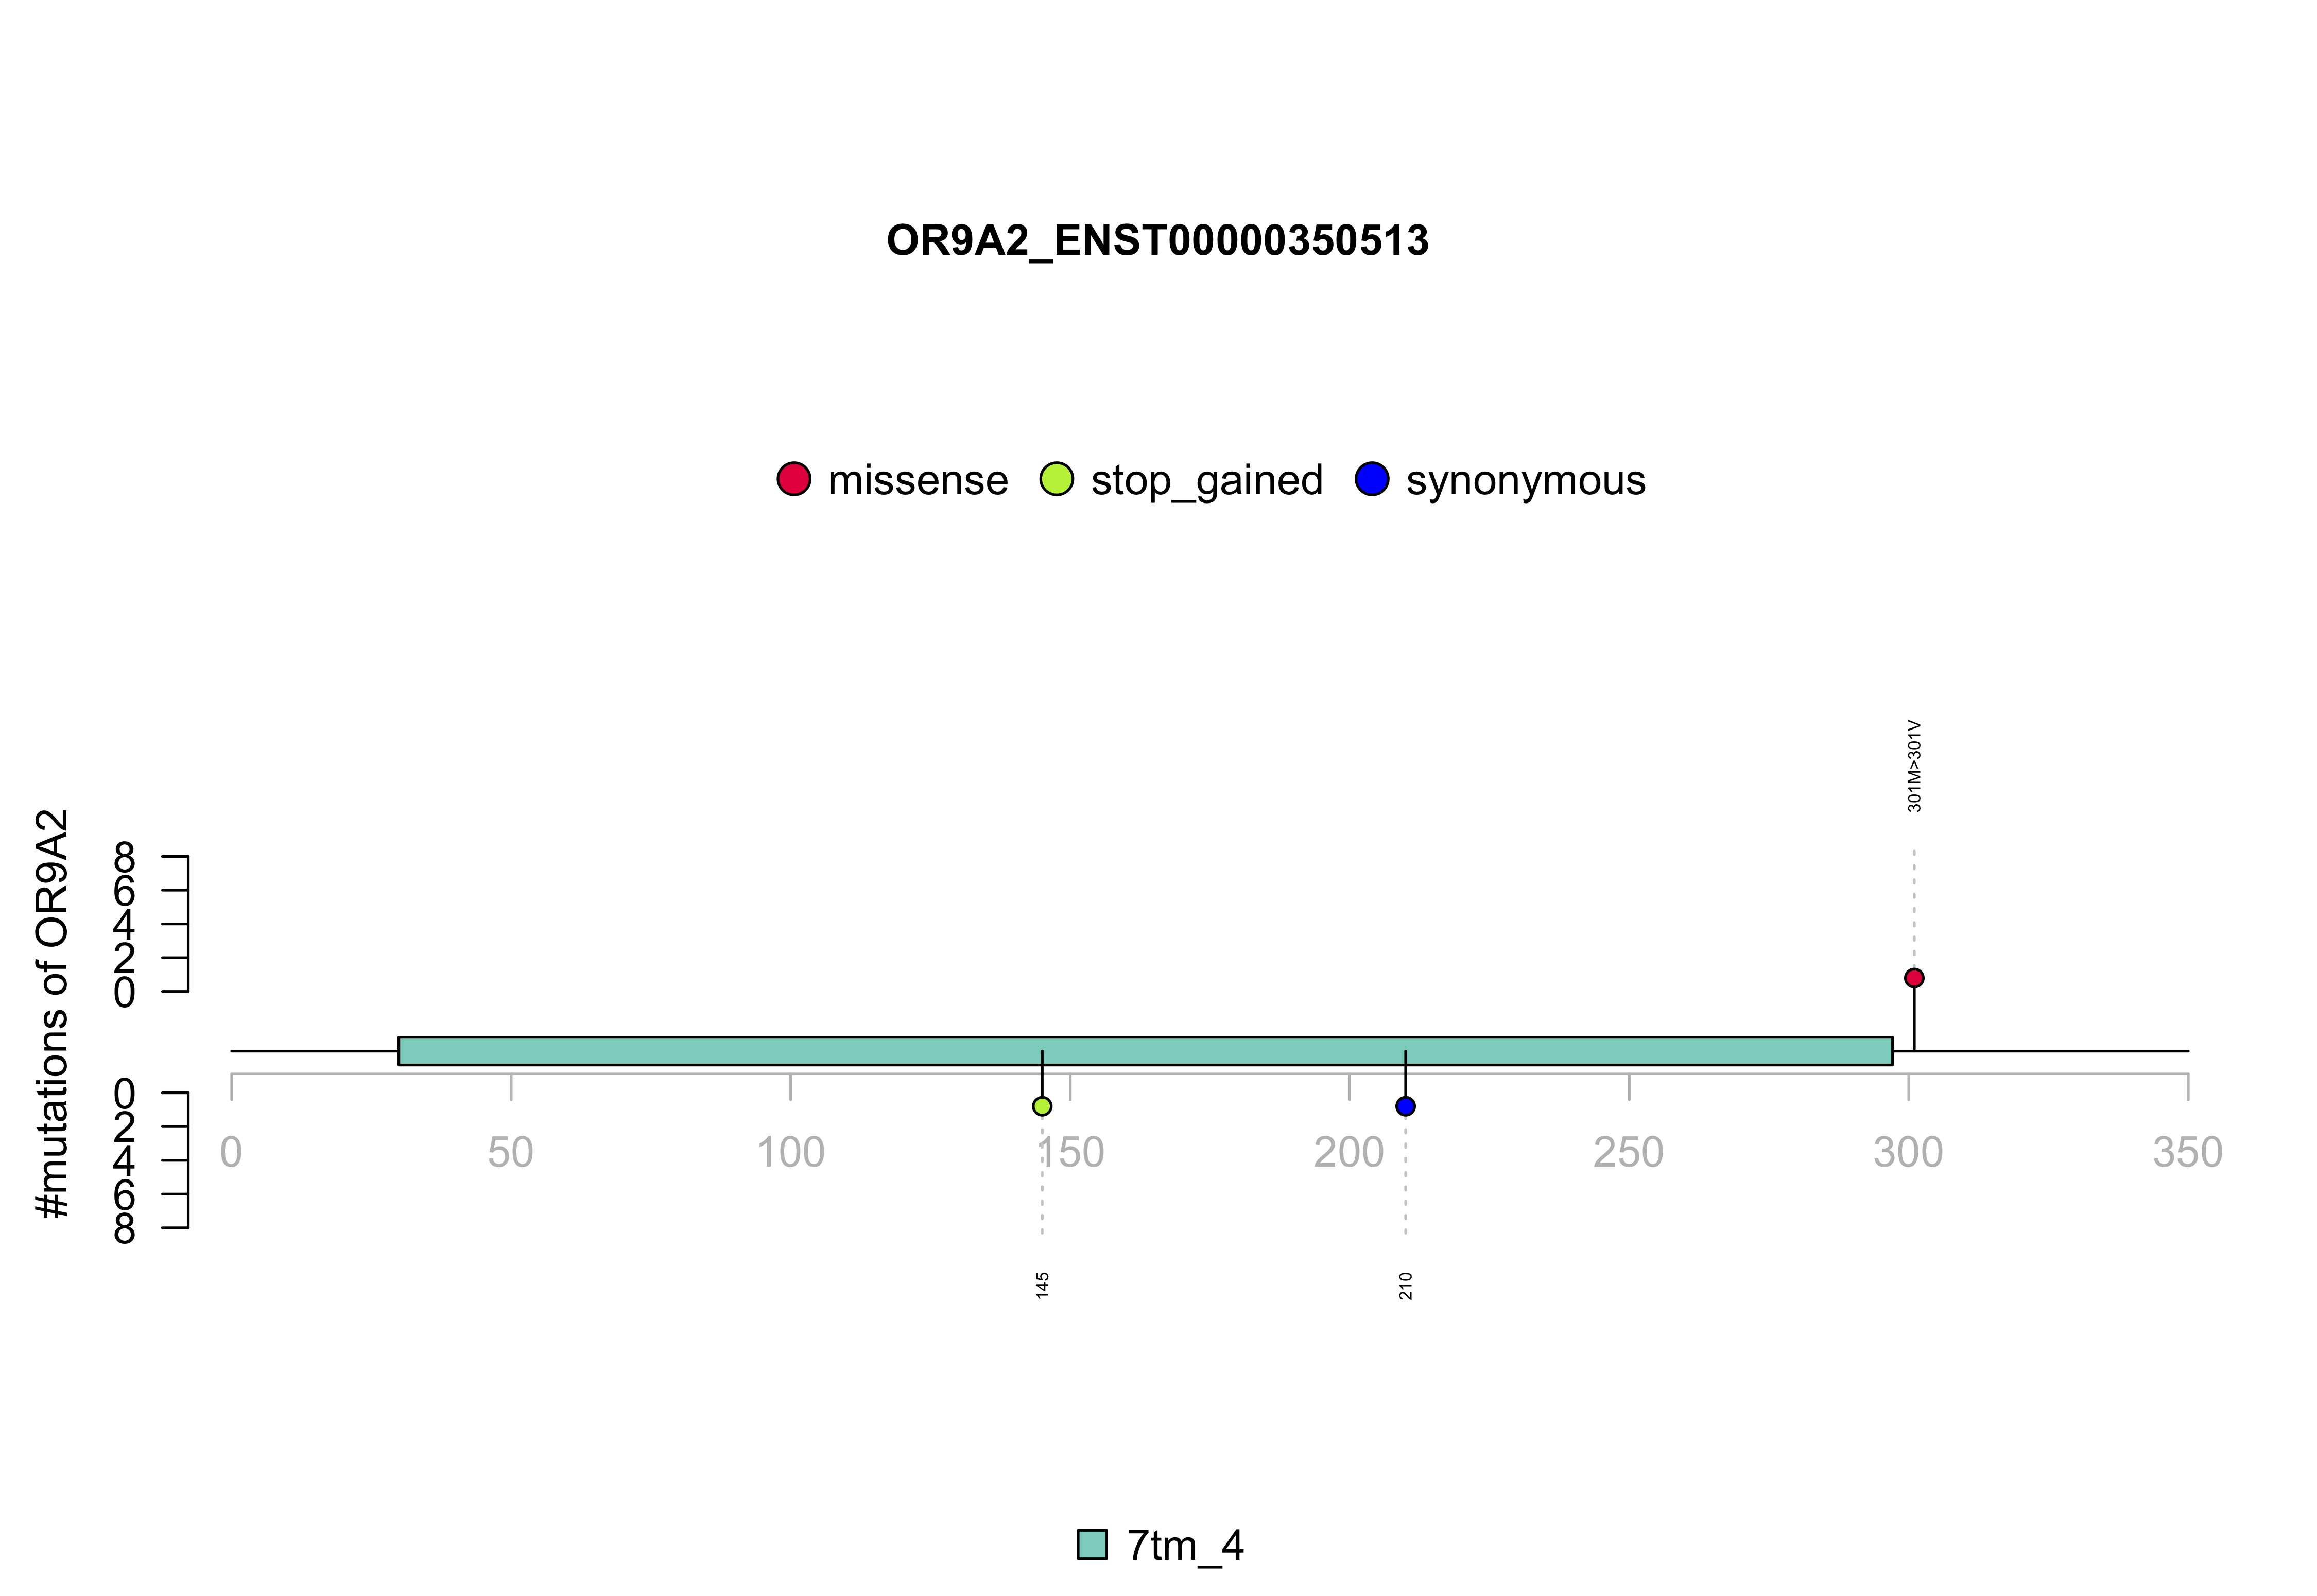 OR9A2_ENST00000350513
missense stop_gained synonymous
301M>301V
#mutations of OR9A2
8
6
4
2
0
0
2
4
6
8
0 50 100 150 200 250 300 350
145 210
7tm_4